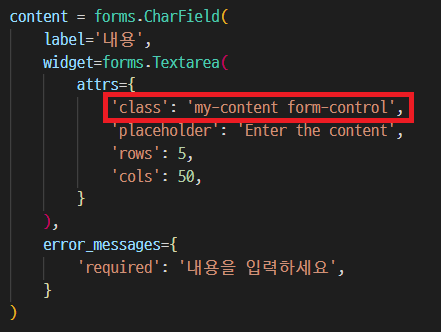 content = forms.CharField(
    label='내용',
    widget=forms.Textarea(
        attrs={
            'class': 'my-content form-control',
            'placeholder': 'Enter the content',
            'rows': 5,
            'cols': 50,
        }
    ),
    error_messages={
        'required': '내용을 입력하세요',
    }
)